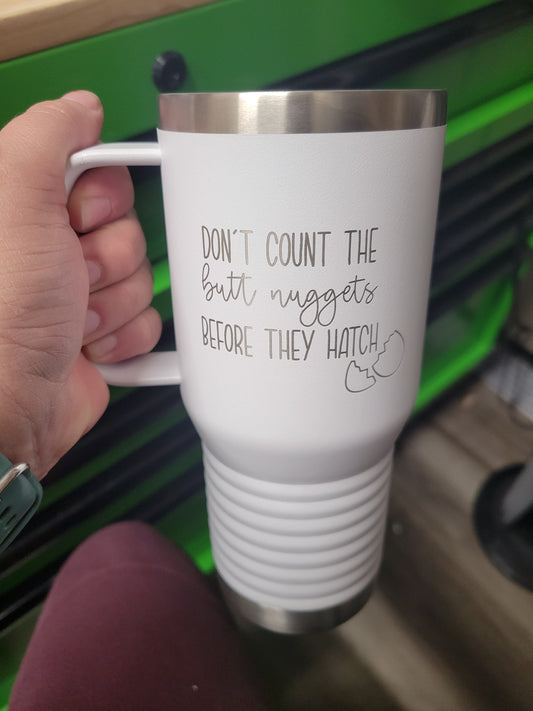 DON'T COUNT THE
butt nuggets
BEFORE THEY HATCH